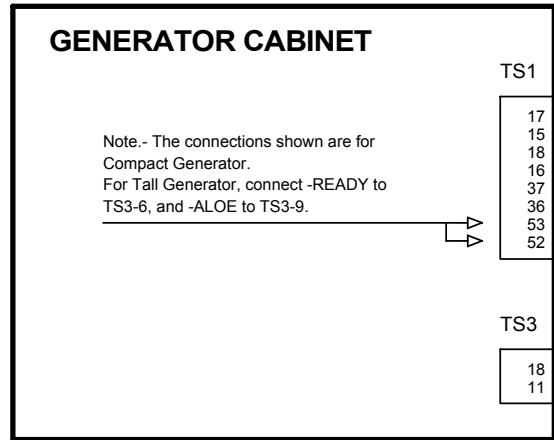 GENERATOR CABINET
TS1
17
15
18
16
37
36
53
52
Note.- The connections shown are for
Compact Generator.
For Tall Generator, connect -READY to
TS3-6, and -ALOE to TS3-9.
TS3
18
11